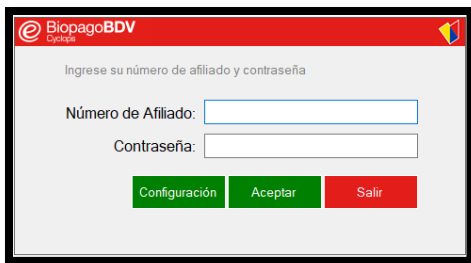 BiopagoBDV
Cyclops
Ingrese su número de afiliado y contraseña
Número de Afiliado:
Contraseña:
Configuración Aceptar Salir